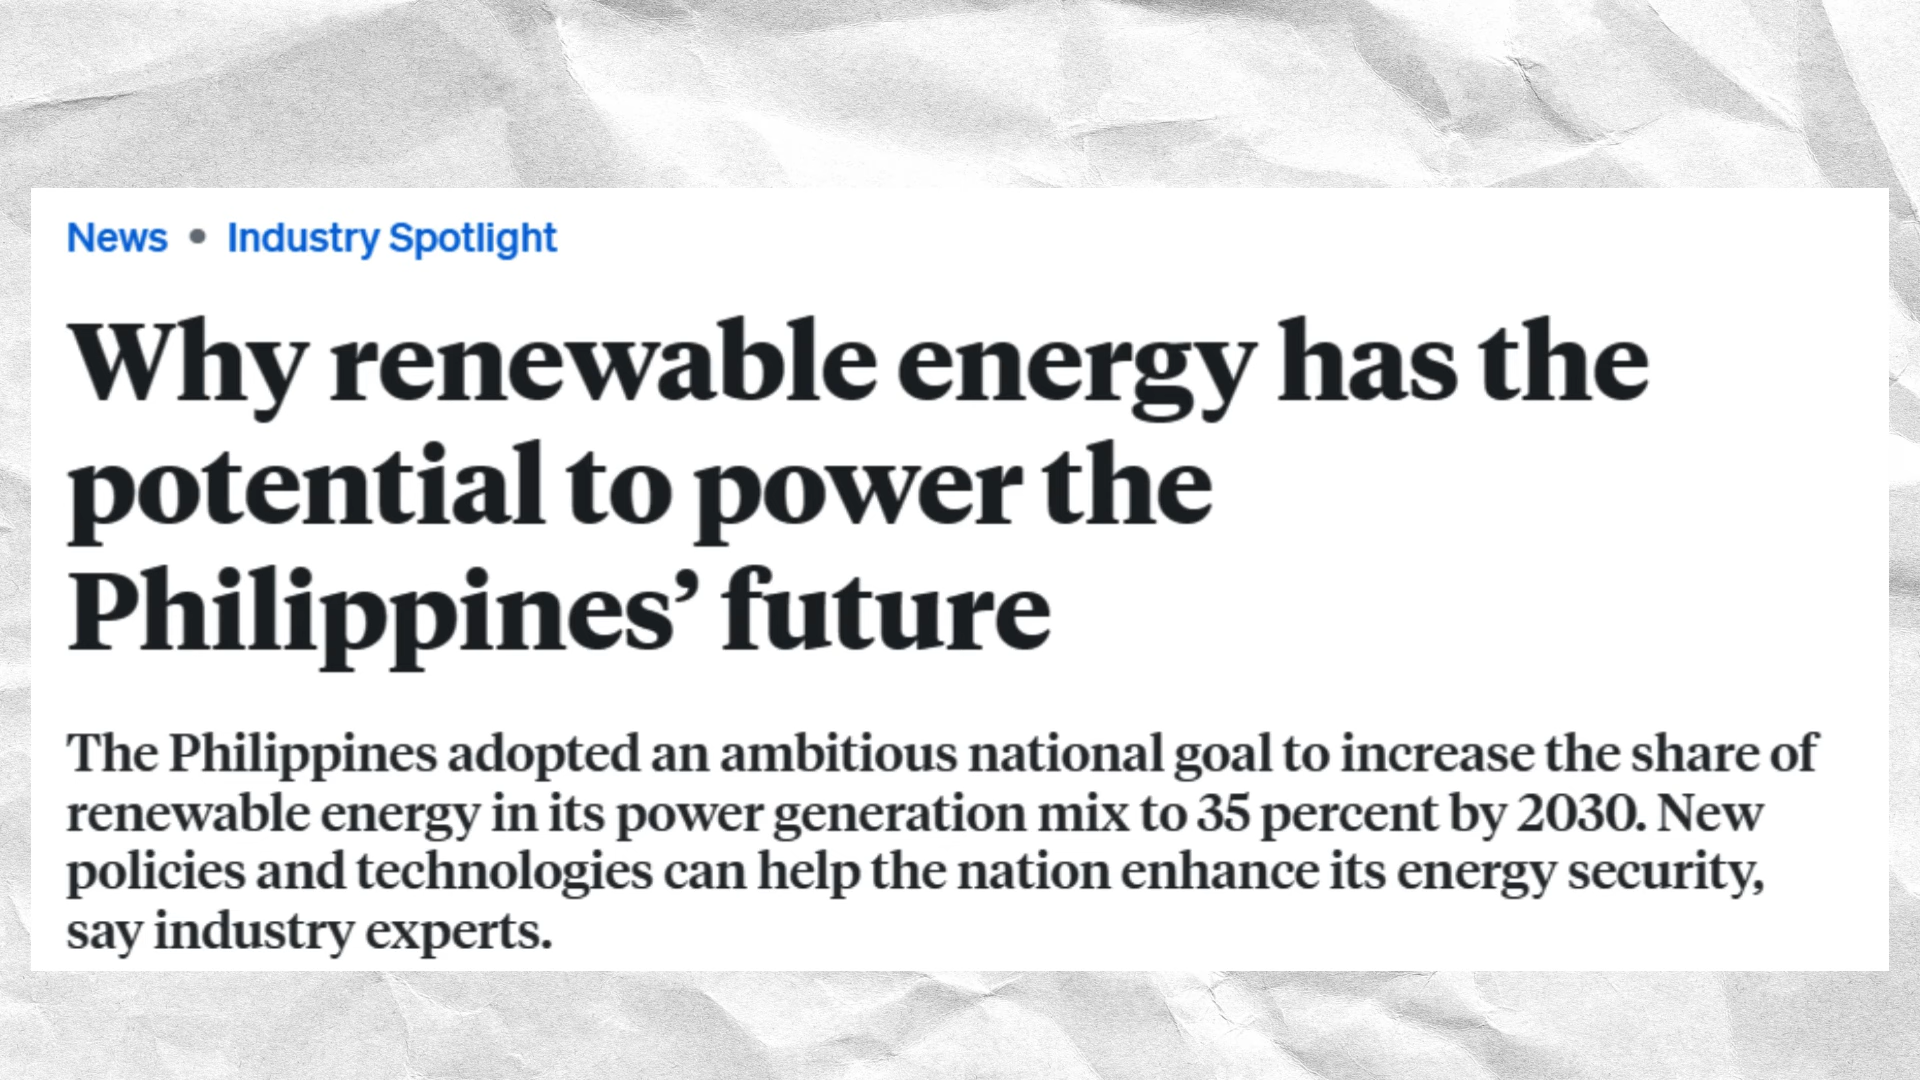 News • Industry Spotlight
Why renewable energy has the
potential to power the
Philippines’ future
The Philippines adopted an ambitious national goal to increase the share of
renewable energy in its power generation mix to 35 percent by 2030. New
policies and technologies can help the nation enhance its energy security,
say industry experts.